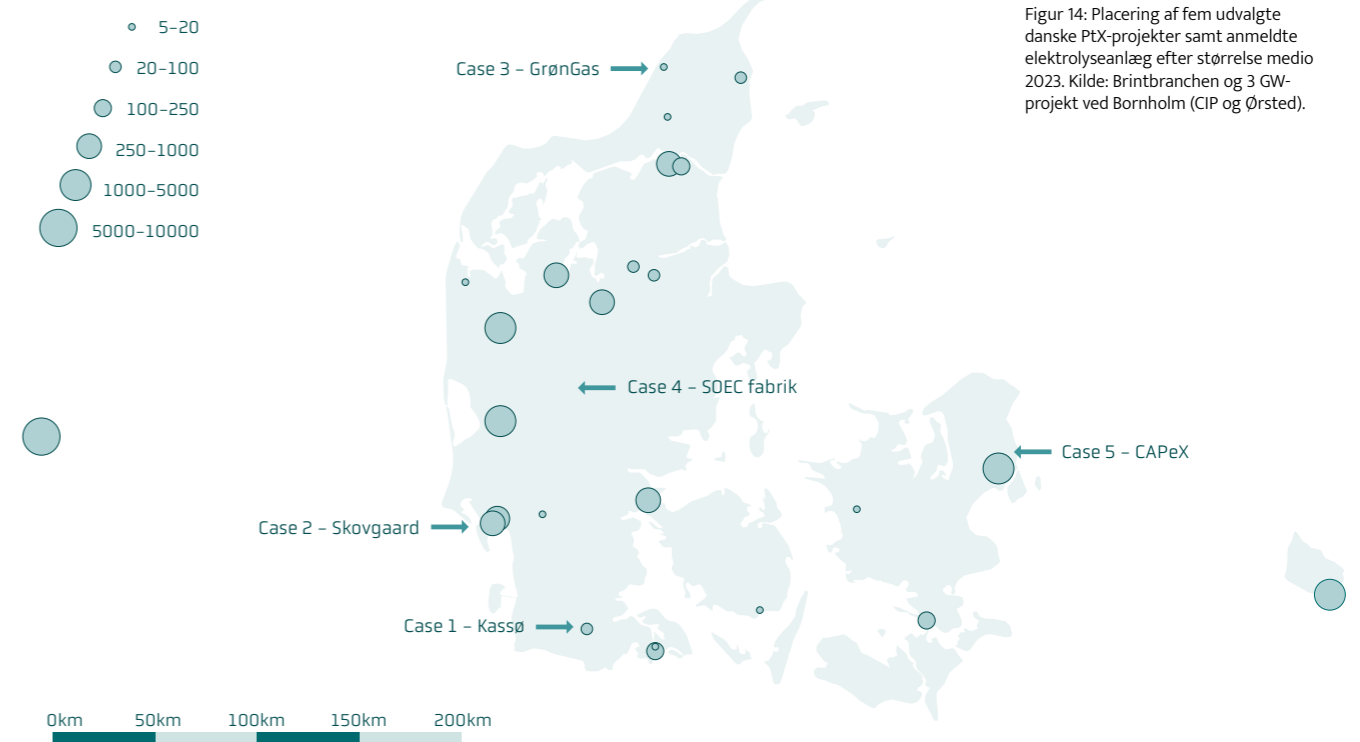 5–20
20–100
100–250
250–1000
1000–5000
5000–10000
Figur 14: Placering af fem udvalgte
danske PtX-projekter samt anmeldte
elektrolyseanlæg efter størrelse medio
2023. Kilde: Brintbranchen og 3 GW-
projekt ved Bornholm (CIP og Ørsted).
Case 3 – GrønGas
Case 4 – SOEC fabrik
Case 5 – CAPeX
Case 2 – Skovgaard
Case 1 – Kassø
0km 50km 100km 150km 200km